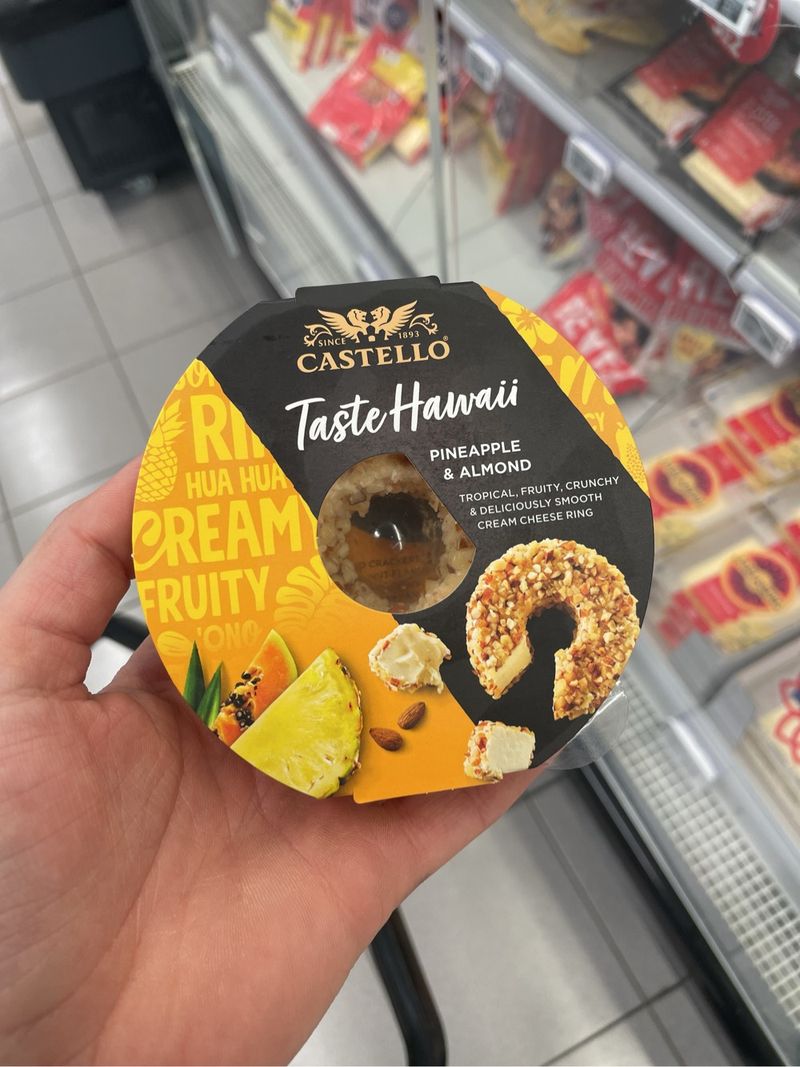 SINCE 1893
CASTELLO
Taste Hawaii
PINEAPPLE
& ALMOND
TROPICAL, FRUITY, CRUNCHY
& DELICIOUSLY SMOOTH
CREAM CHEESE RING
HUA HUA
CREAM
FRUITY
'ONO